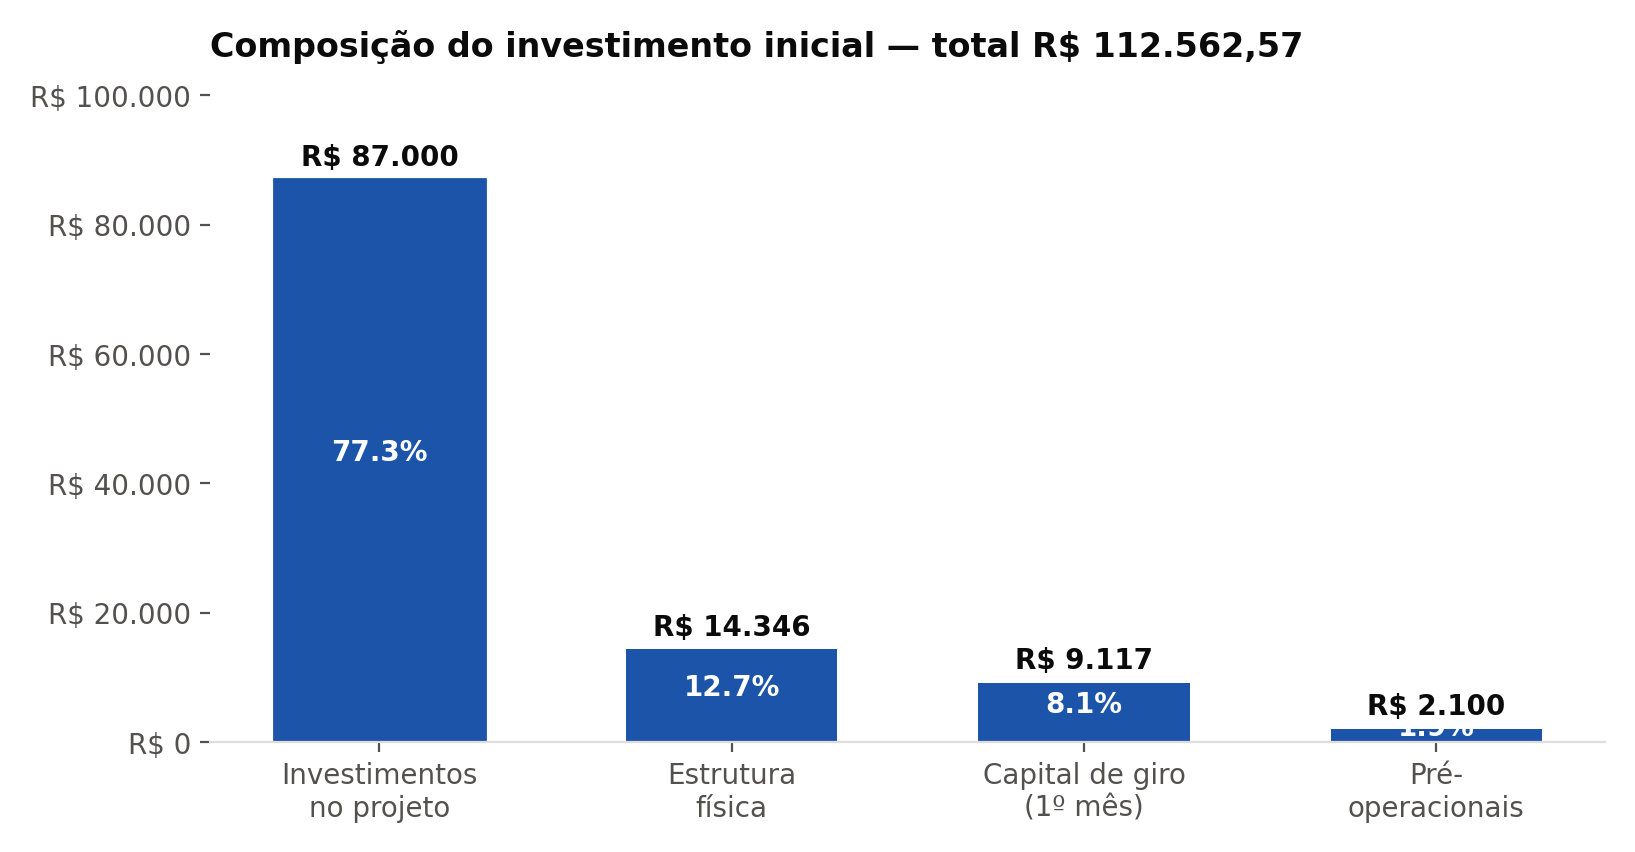 Composição do investimento inicial — total R$ 112.562,57
R$ 100.000
R$ 80.000
R$ 60.000
R$ 40.000
R$ 20.000
R$ 0
R$ 87.000
77.3%
R$ 14.346
12.7%
R$ 9.117
8.1%
R$ 2.100
1.9%
Investimentos
no projeto
Estrutura
física
Capital de giro
(1º mês)
Pré-
operacionais